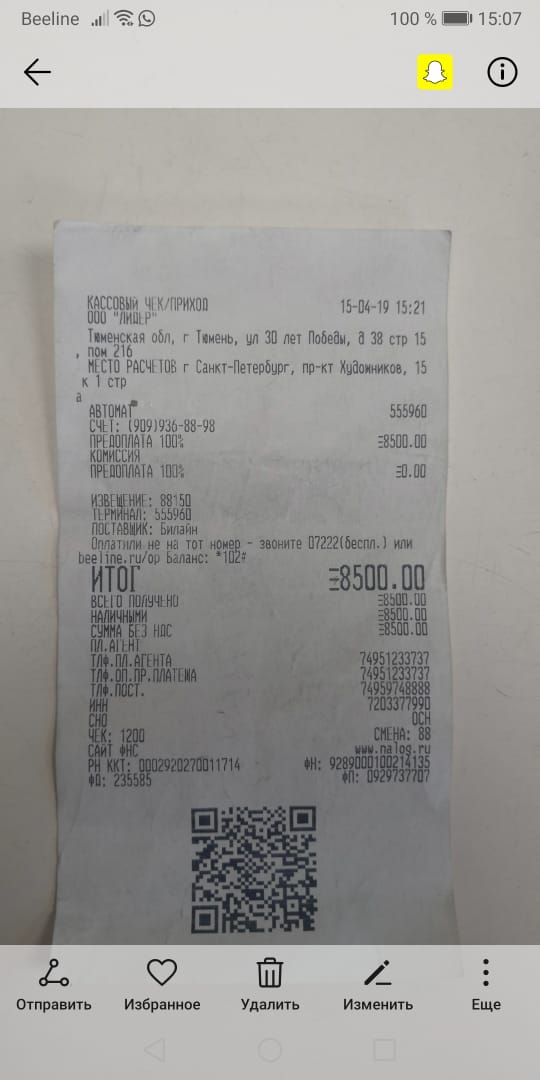 Beeline 100 % 15:07
КАССОВЫЙ ЧЕК/ПРИХОД 15-04-19 15:21
ООО "ЛИДЕР"
Тюменская обл, г Тюмень, ул 30 лет Победы, д 38 стр 15
, пом 216
МЕСТО РАСЧЕТОВ г Санкт-Петербург, пр-кт Художников, 15
к 1 стр
а
АВТОМАТ 555960
СЧЕТ: (909)936-88-98
ПРЕДОПЛАТА 100% ≡8500.00
КОМИССИЯ
ПРЕДОПЛАТА 100% ≡0.00
ИЗВЕЩЕНИЕ: 88150
ТЕРМИНАЛ: 555960
ПОСТАВЩИК: Билайн
Оплатили не на тот номер - звоните 07222(беспл.) или
beeline.ru/op Баланс: *102#
ИТОГ ≡8500.00
ВСЕГО ПОЛУЧЕНО ≡8500.00
НАЛИЧНЫМИ ≡8500.00
СУММА БЕЗ НДС ≡8500.00
ПЛ.АГЕНТ
ТЛФ.ПЛ.АГЕНТА 74951233737
ТЛФ.ОП.ПР.ПЛАТЕЖА 74951233737
ТЛФ.ПОСТ. 74959748888
ИНН 7203377990
СНО ОСН
ЧЕК: 1200 СМЕНА: 88
САЙТ ФНС www.nalog.ru
РН ККТ: 0002920270011714 ФН: 9289000100214135
ФД: 235585 ФП: 0929737707
Отправить Избранное Удалить Изменить Еще